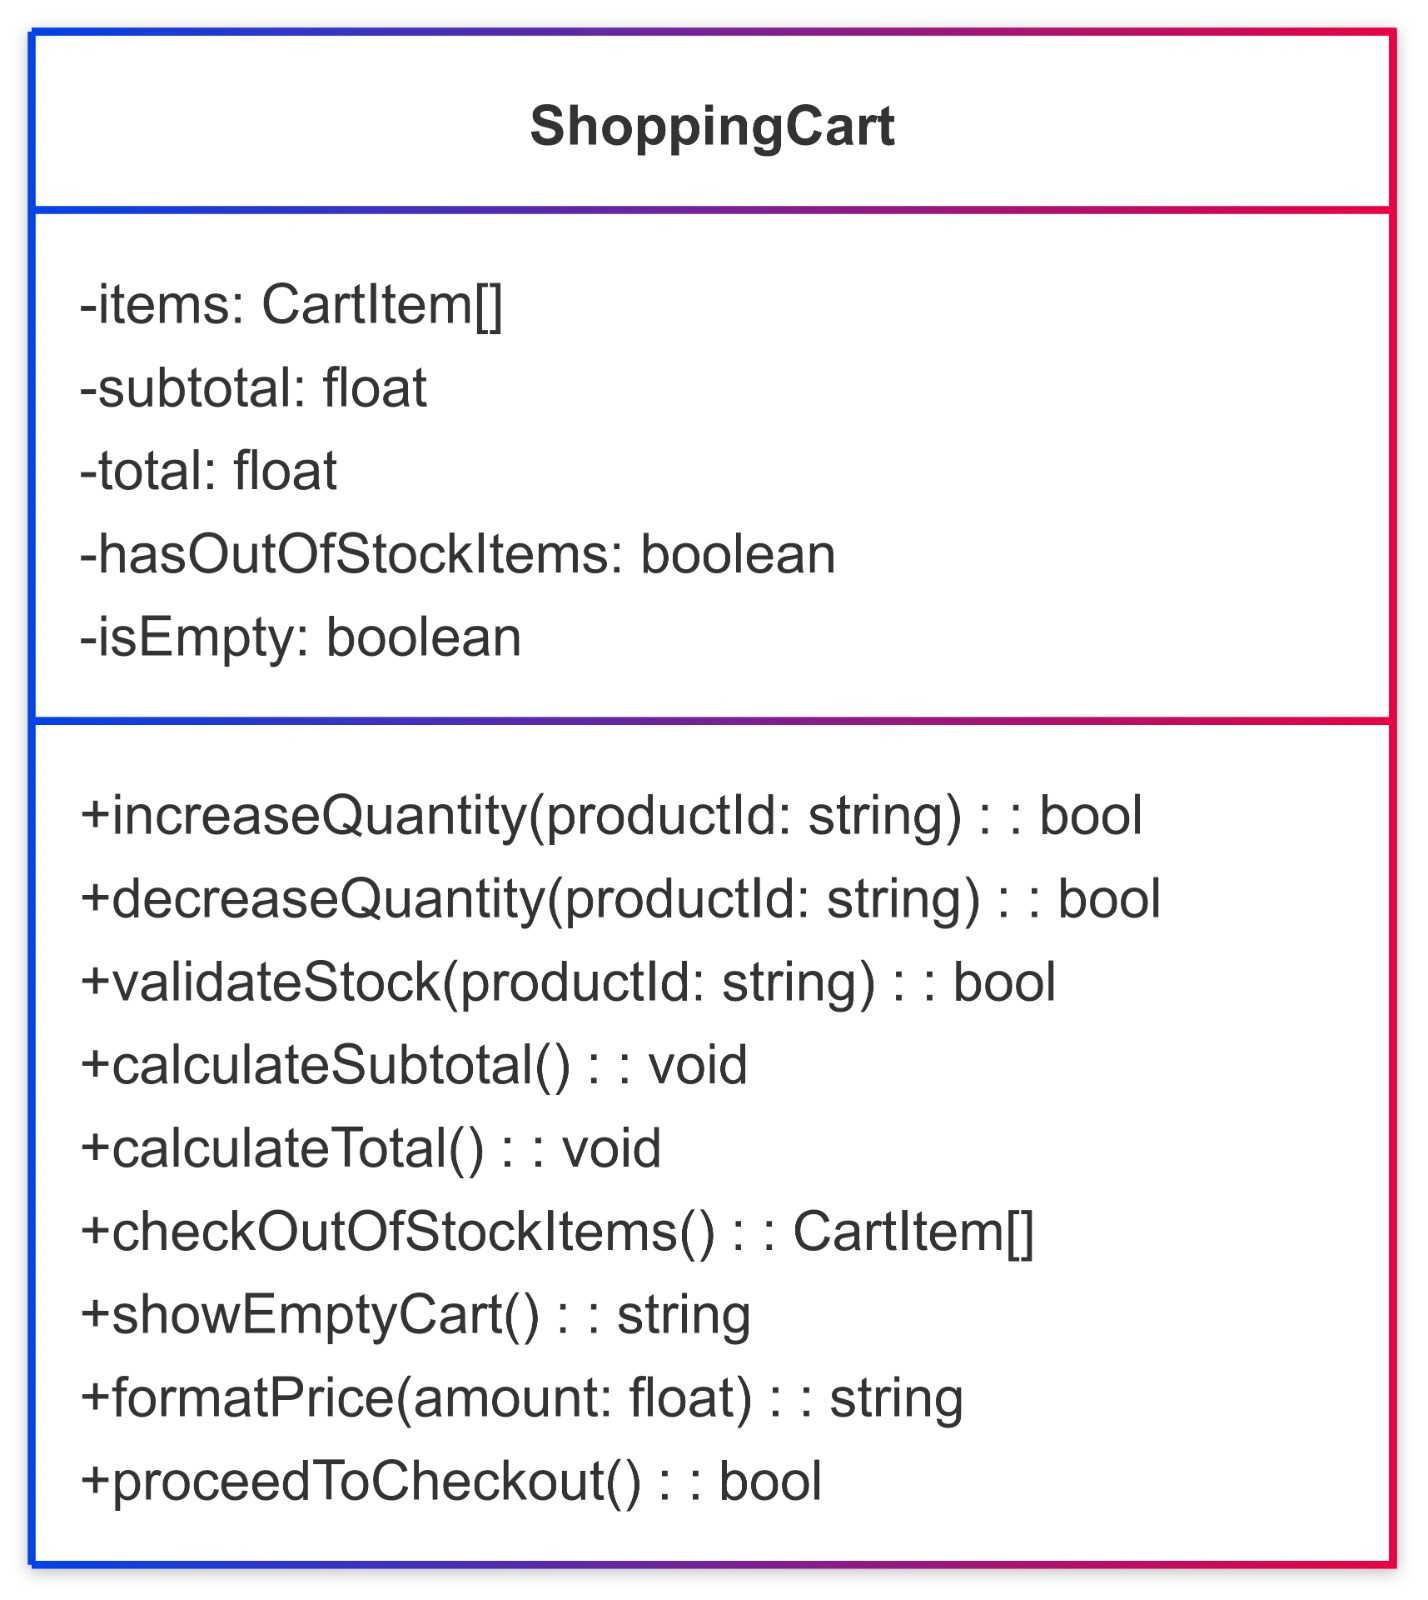 ShoppingCart
-items: CartItem[]
-subtotal: float
-total: float
-hasOutOfStockItems: boolean
-isEmpty: boolean
+increaseQuantity(productId: string) : : bool
+decreaseQuantity(productId: string) : : bool
+validateStock(productId: string) : : bool
+calculateSubtotal() : : void
+calculateTotal() : : void
+checkOutOfStockItems() : : CartItem[]
+showEmptyCart() : : string
+formatPrice(amount: float) : : string
+proceedToCheckout() : : bool